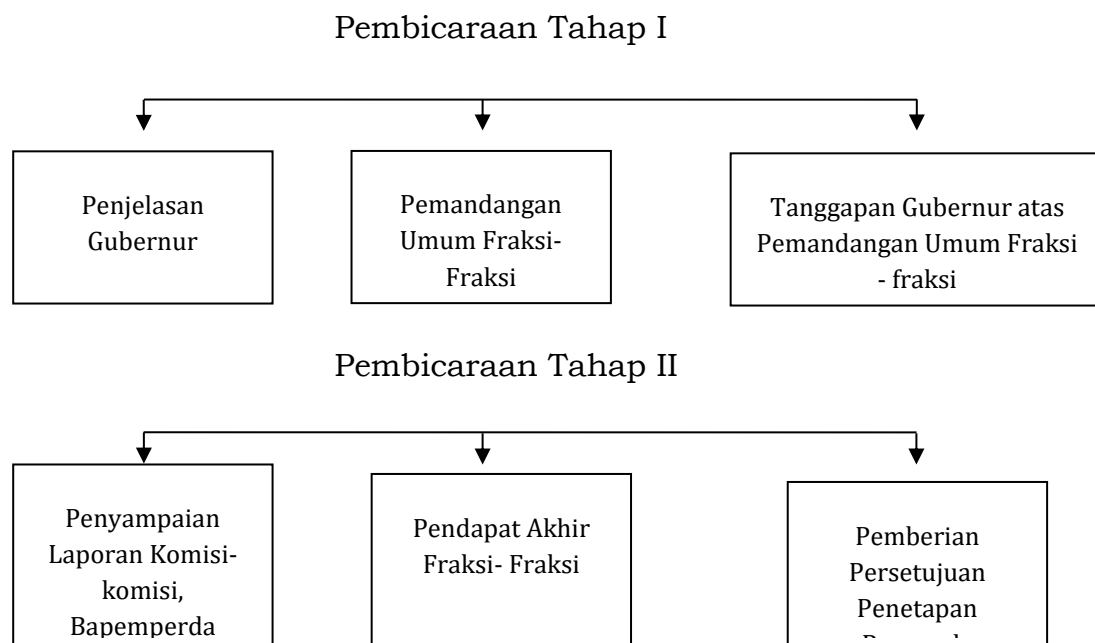 Pembicaraan Tahap I
Penjelasan
Gubernur
Pemandangan
Umum Fraksi-
Fraksi
Tanggapan Gubernur atas
Pemandangan Umum Fraksi
- fraksi
Pembicaraan Tahap II
Penyampaian
Laporan Komisi-
komisi,
Bapemperda
Pendapat Akhir
Fraksi- Fraksi
Pemberian
Persetujuan
Penetapan